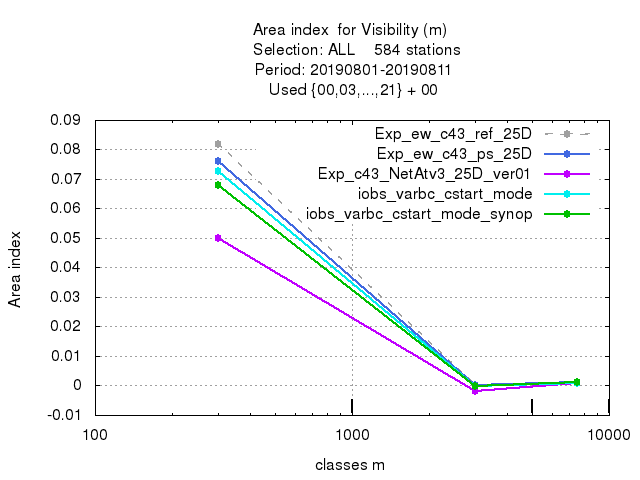 Area index for Visibility (m)
Selection: ALL 584 stations
Period: 20190801-20190811
Used {00,03,...,21} + 00
0.09
0.08
0.07
0.06
0.05
0.04
0.03
0.02
0.01
0
-0.01
Area index
Exp_ew_c43_ref_25D
Exp_ew_c43_ps_25D
Exp_c43_NetAtv3_25D_ver01
iobs_varbc_cstart_mode
iobs_varbc_cstart_mode_synop
100 1000 10000
classes m